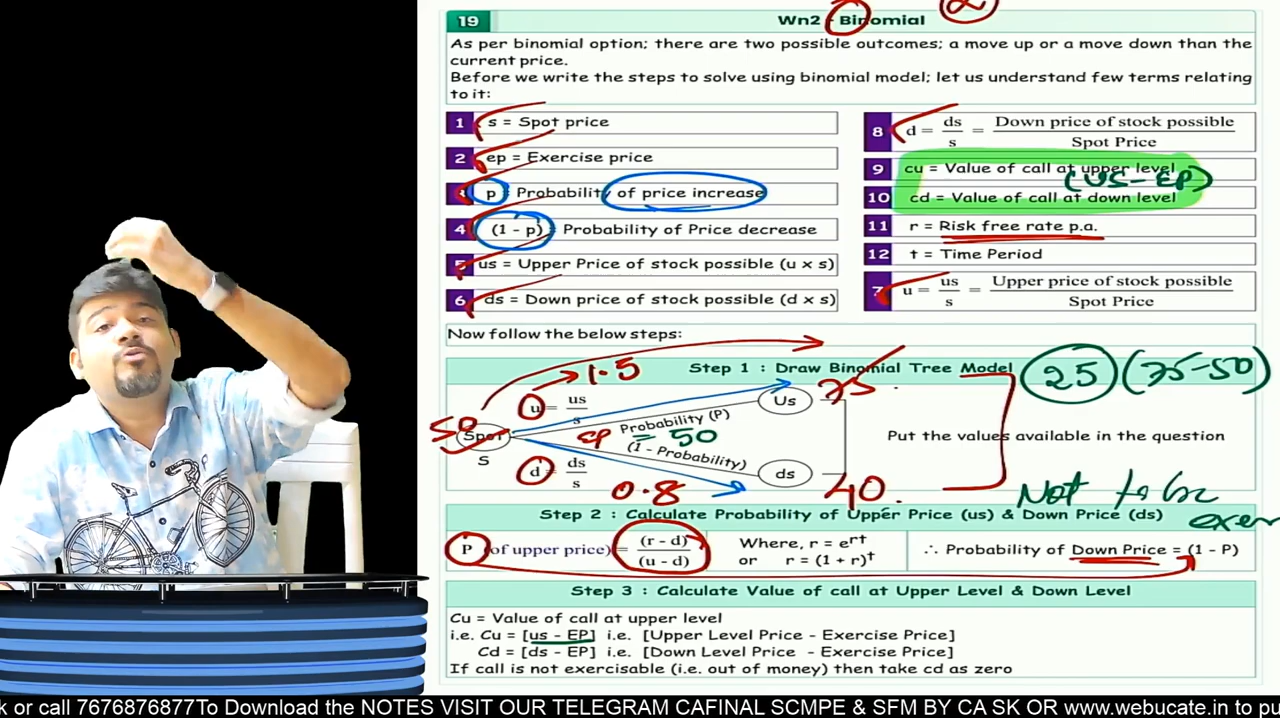 19
Wn2 - Binomial
2
As per binomial option; there are two possible outcomes; a move up or a move down than the
current price.
Before we write the steps to solve using binomial model; let us understand few terms relating
to it:
1 s = Spot price
2 ep = Exercise price
p = Probability of price increase
4 (1 - p) = Probability of Price decrease
5 us = Upper Price of stock possible (u x s)
6 ds = Down price of stock possible (d x s)
8 d = ds/s = Down price of stock possible/Spot Price
9 cu = Value of call at upper level
(us - EP)
10 cd = Value of call at down level
11 r = Risk free rate p.a.
12 t = Time Period
7 u = us/s = Upper price of stock possible/Spot Price
Now follow the below steps:
Step 1 : Draw Binomial Tree Model
25 (75-50)
1.5
75
u = us/s
Us
50
Spot
S
Probability (P)
ep = 50
(1 - Probability)
Put the values available in the question
d = ds/s
ds
0.8
40
Not to be
exer
Step 2 : Calculate Probability of Upper Price (us) & Down Price (ds)
P (of upper price) = (r - d)/(u - d) Where, r = e^rt or r = (1 + r)^t ∴ Probability of Down Price = (1 - P)
Step 3 : Calculate Value of call at Upper Level & Down Level
Cu = Value of call at upper level
i.e. Cu = [us - EP] i.e. [Upper Level Price - Exercise Price]
Cd = [ds - EP] i.e. [Down Level Price - Exercise Price]
If call is not exercisable (i.e. out of money) then take cd as zero
k or call 7676876877To Download the NOTES VISIT OUR TELEGRAM CAFINAL SCMPE & SFM BY CA SK OR www.webucate.in to pu